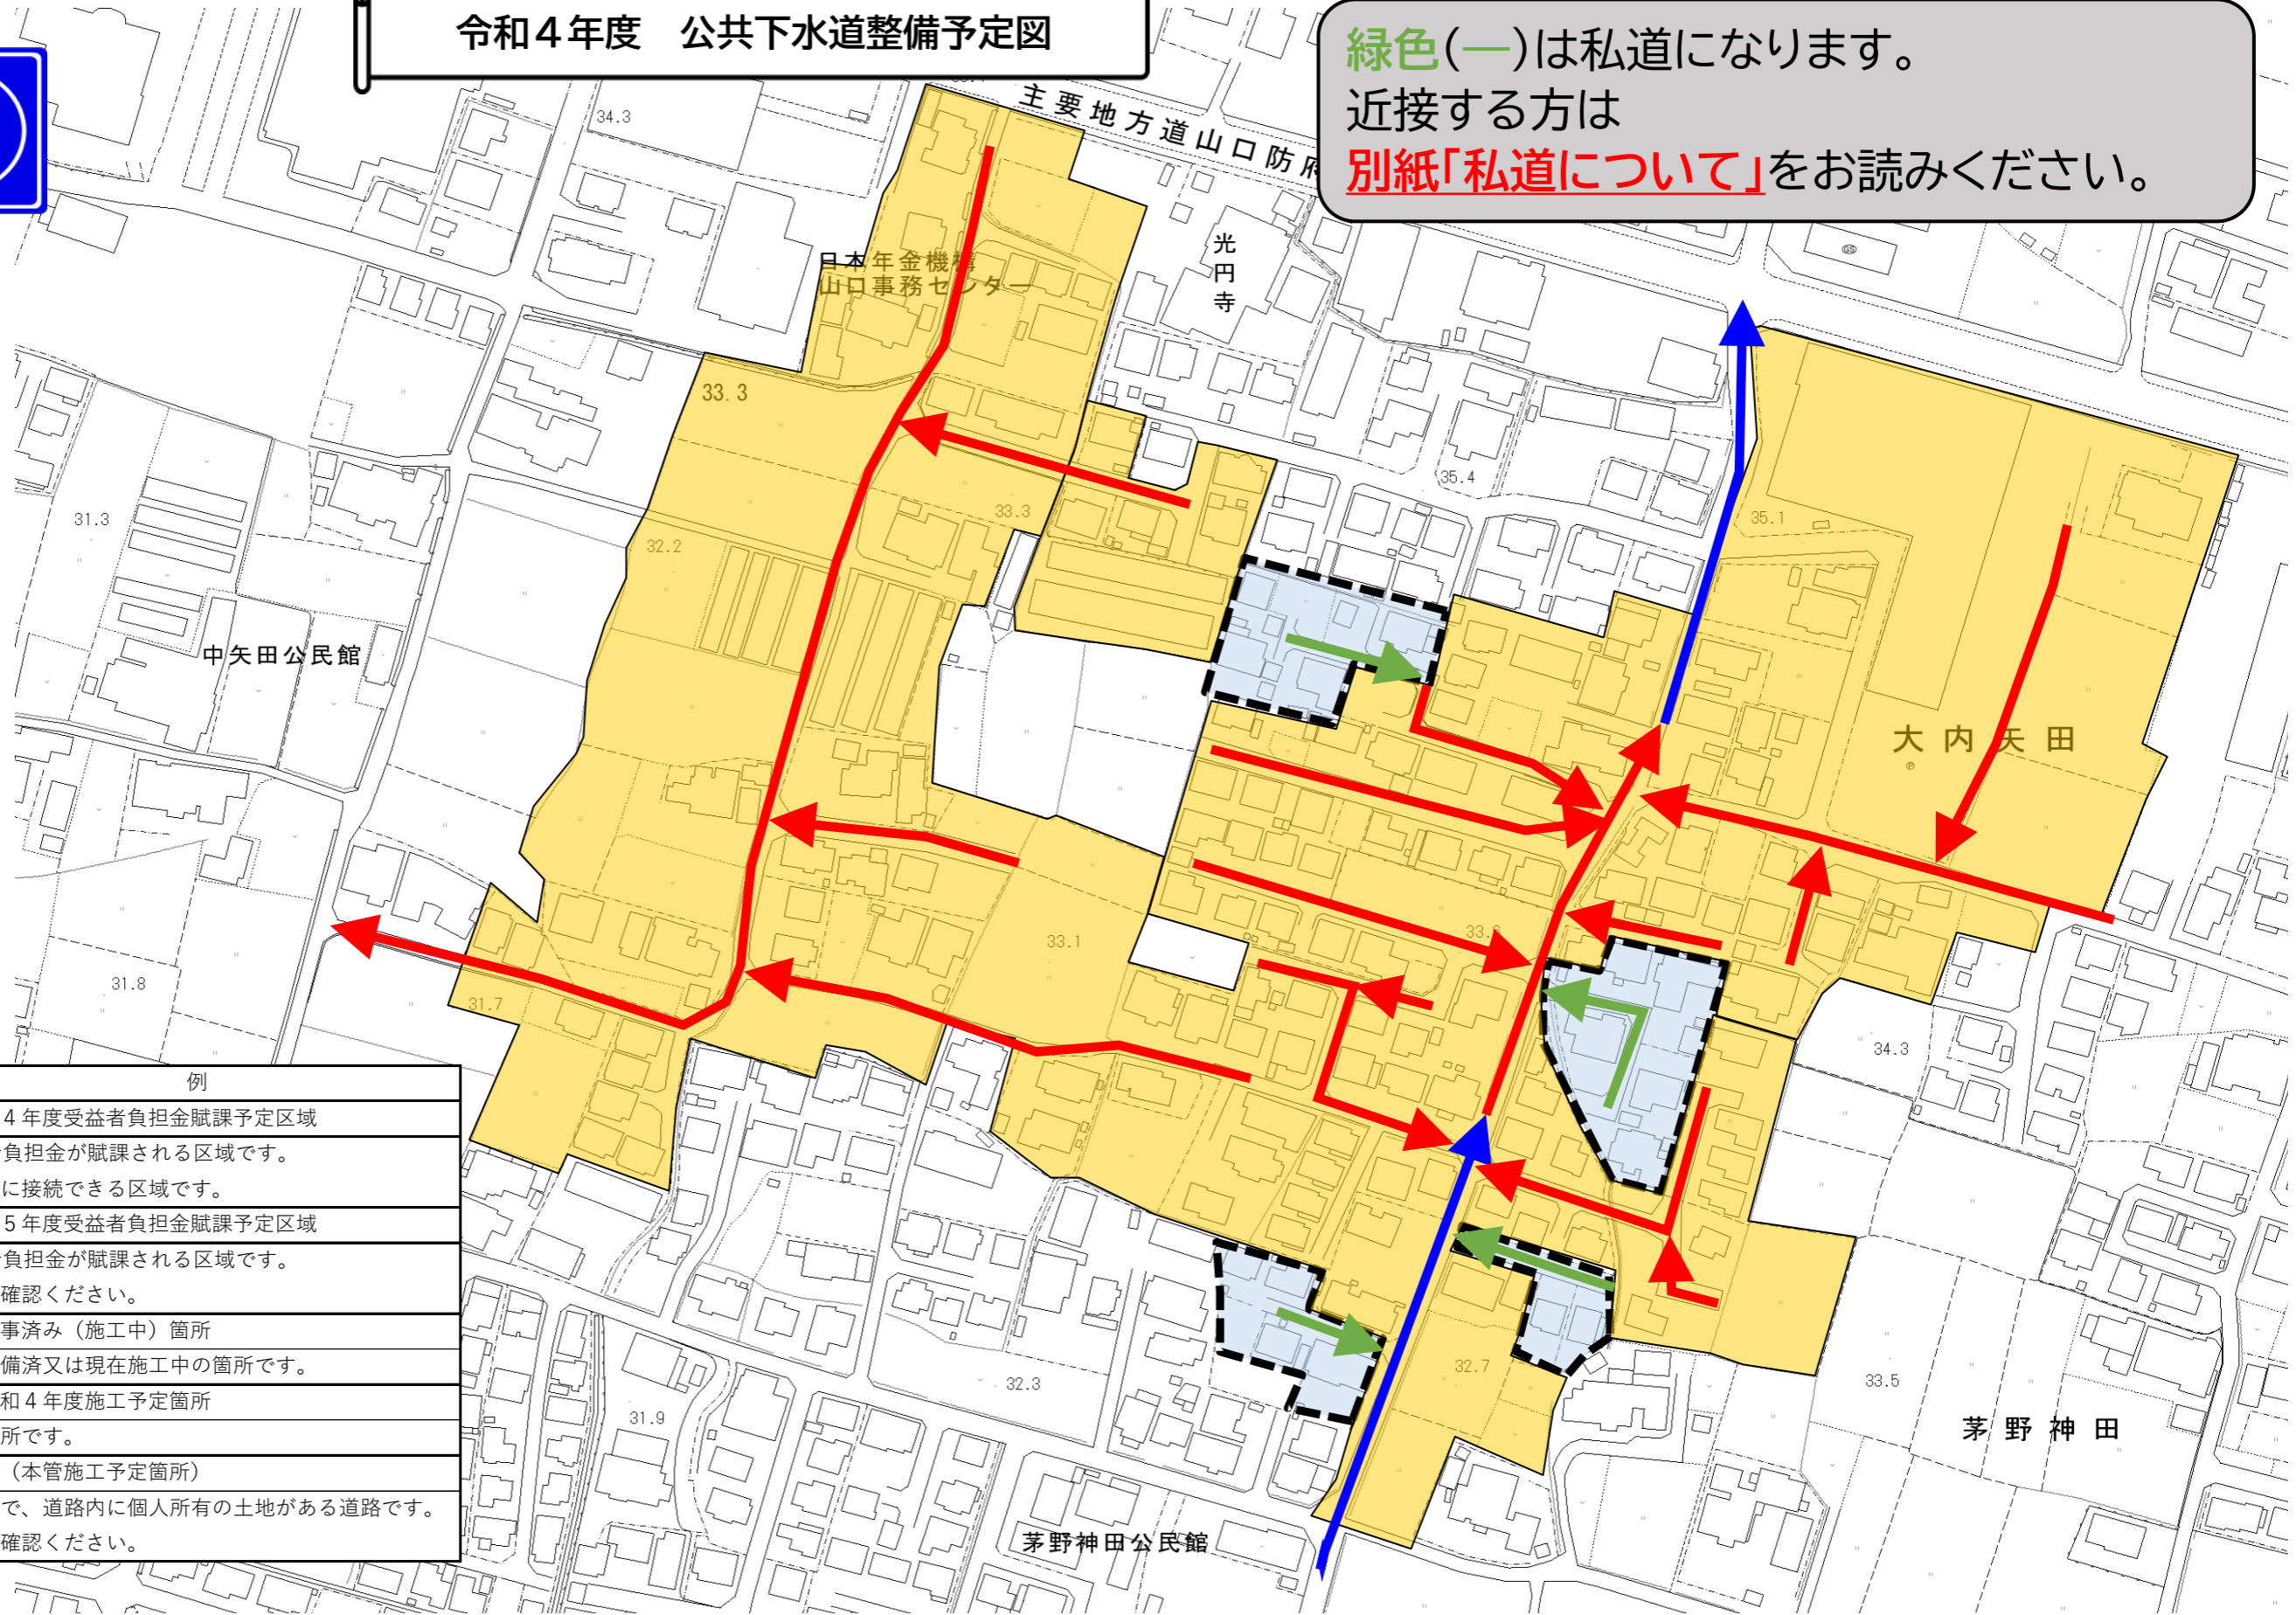 令和４年度　公共下水道整備予定図
緑色(―)は私道になります。
近接する方は
別紙「私道について」をお読みください。
主要地方道山口防府
34.3
日本年金機構
山口事務センター
光円寺
33.3
35.4
31.3
33.3
32.2
35.1
中矢田公民館
大内矢田
33.1
31.8
31.7
34.3
例
４年度受益者負担金賦課予定区域
負担金が賦課される区域です。
に接続できる区域です。
５年度受益者負担金賦課予定区域
負担金が賦課される区域です。
確認ください。
事済み（施工中）箇所
備済又は現在施工中の箇所です。
和４年度施工予定箇所
所です。
（本管施工予定箇所）
で、道路内に個人所有の土地がある道路です。
確認ください。
32.3
32.7
33.5
31.9
茅野神田
茅野神田公民館